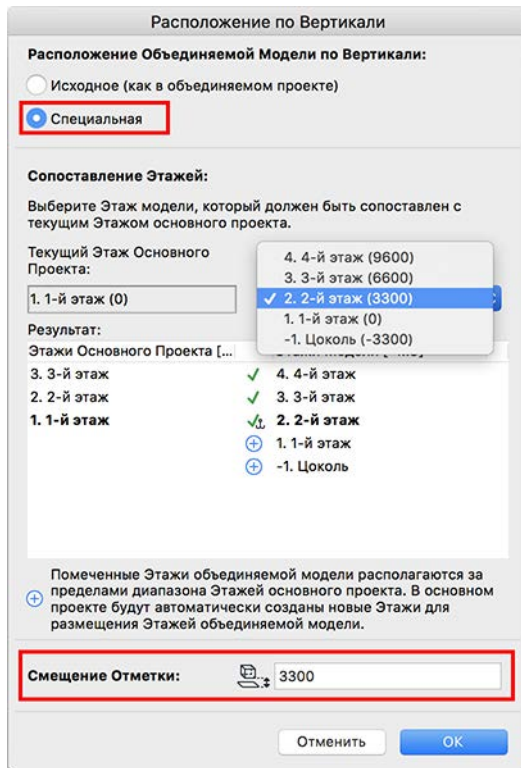 Расположение по Вертикали
Расположение Объединяемой Модели по Вертикали:
Исходное (как в объединяемом проекте)
Специальная
Сопоставление Этажей:
Выберите Этаж модели, который должен быть сопоставлен с
текущим Этажом основного проекта.
Текущий Этаж Основного
Проекта:
1. 1-й этаж (0)
4. 4-й этаж (9600)
3. 3-й этаж (6600)
2. 2-й этаж (3300)
1. 1-й этаж (0)
-1. Цоколь (-3300)
Результат:
Этажи Основного Проекта [...
3. 3-й этаж 4. 4-й этаж
2. 2-й этаж 3. 3-й этаж
1. 1-й этаж 2. 2-й этаж
1. 1-й этаж
-1. Цоколь
Помеченные Этажи объединяемой модели располагаются за
пределами диапазона Этажей основного проекта. В основном
проекте будут автоматически созданы новые Этажи для
размещения Этажей объединяемой модели.
Смещение Отметки: 3300
Отменить OK